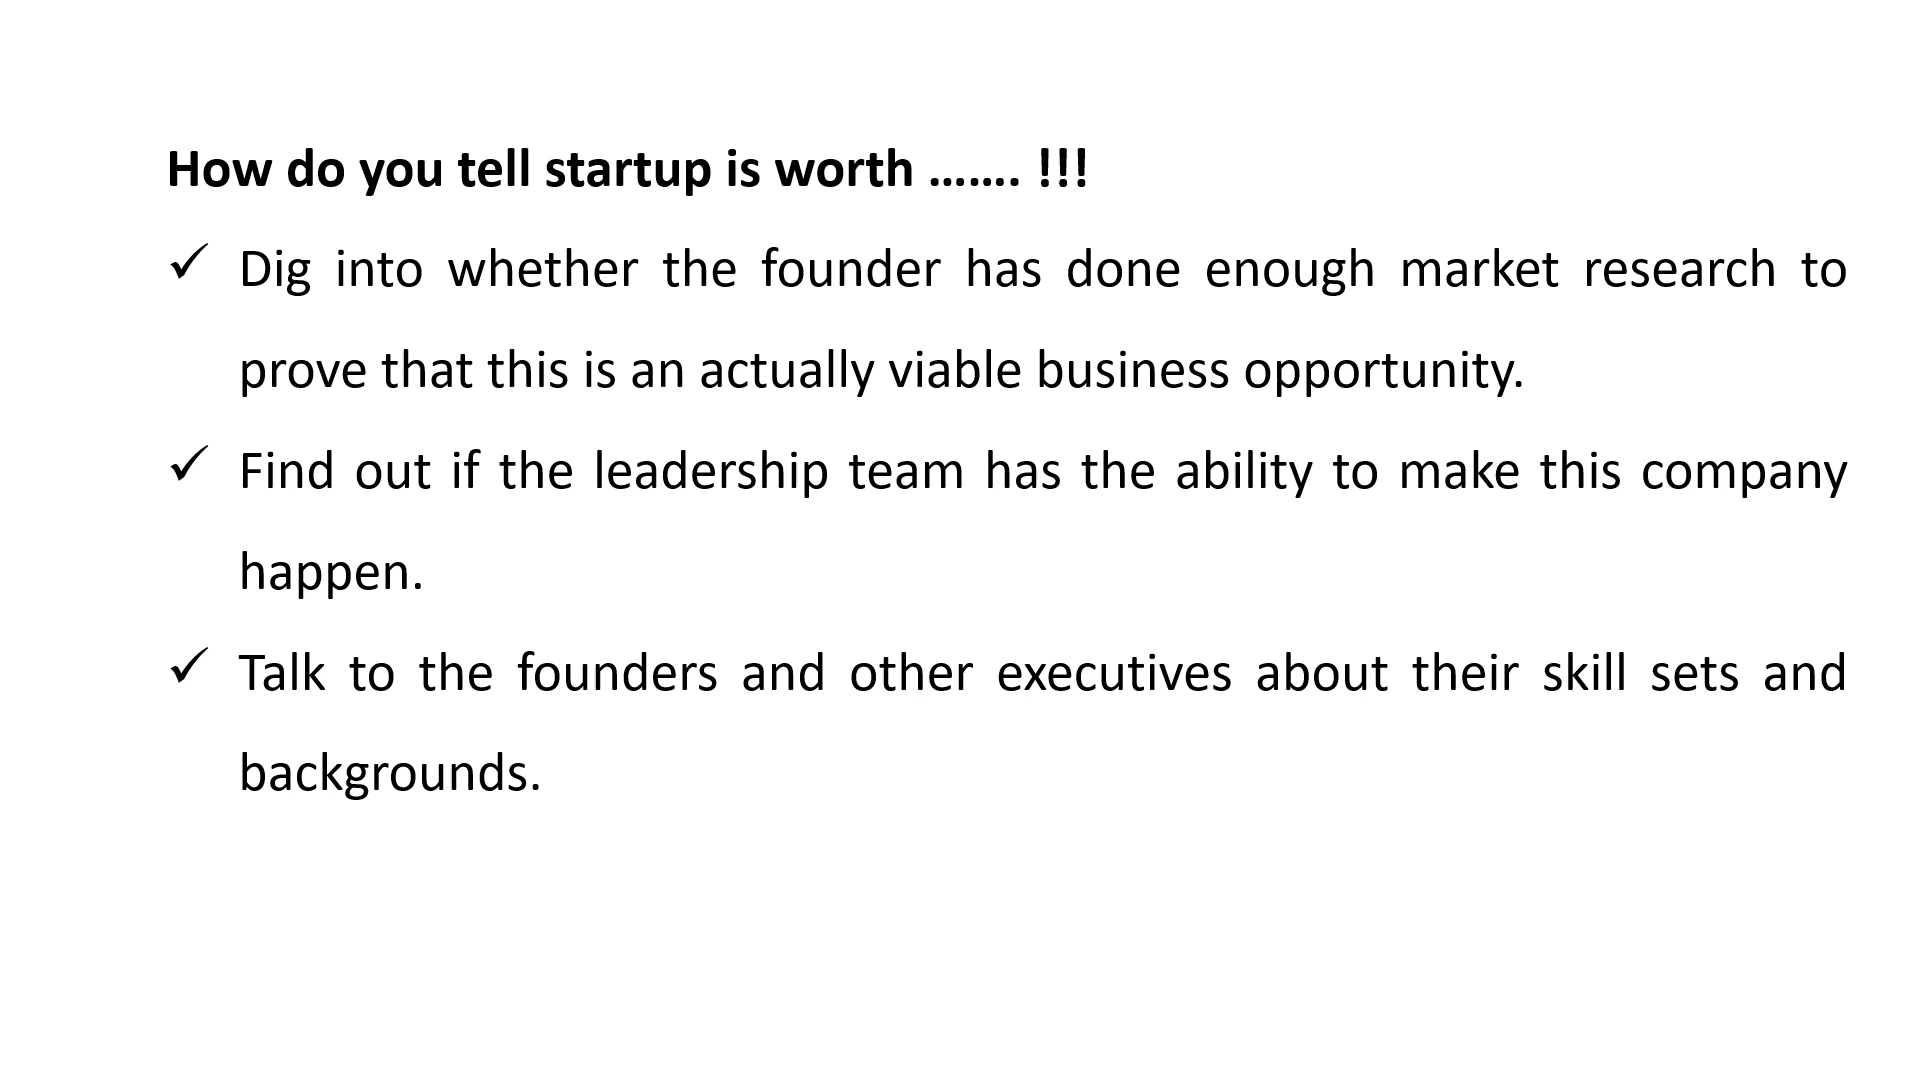 How do you tell startup is worth ……. !!!
✓ Dig into whether the founder has done enough market research to
prove that this is an actually viable business opportunity.
✓ Find out if the leadership team has the ability to make this company
happen.
✓ Talk to the founders and other executives about their skill sets and
backgrounds.